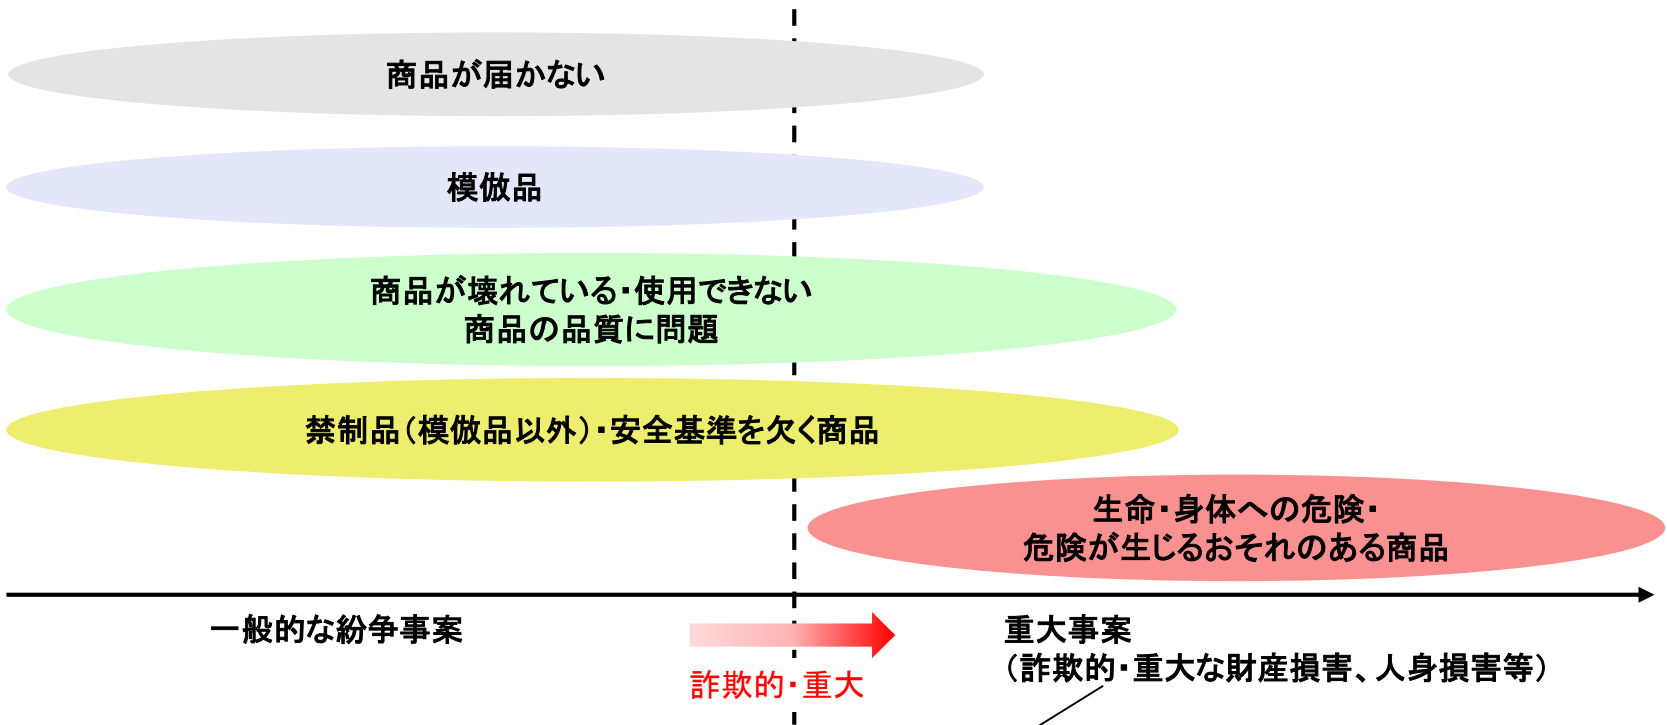 商品が届かない
模倣品
商品が壊れている・使用できない
商品の品質に問題
禁制品（模倣品以外）・安全基準を欠く商品
生命・身体への危険・
危険が生じるおそれのある商品
一般的な紛争事案
詐欺的・重大
重大事案
（詐欺的・重大な財産損害、人身損害等）